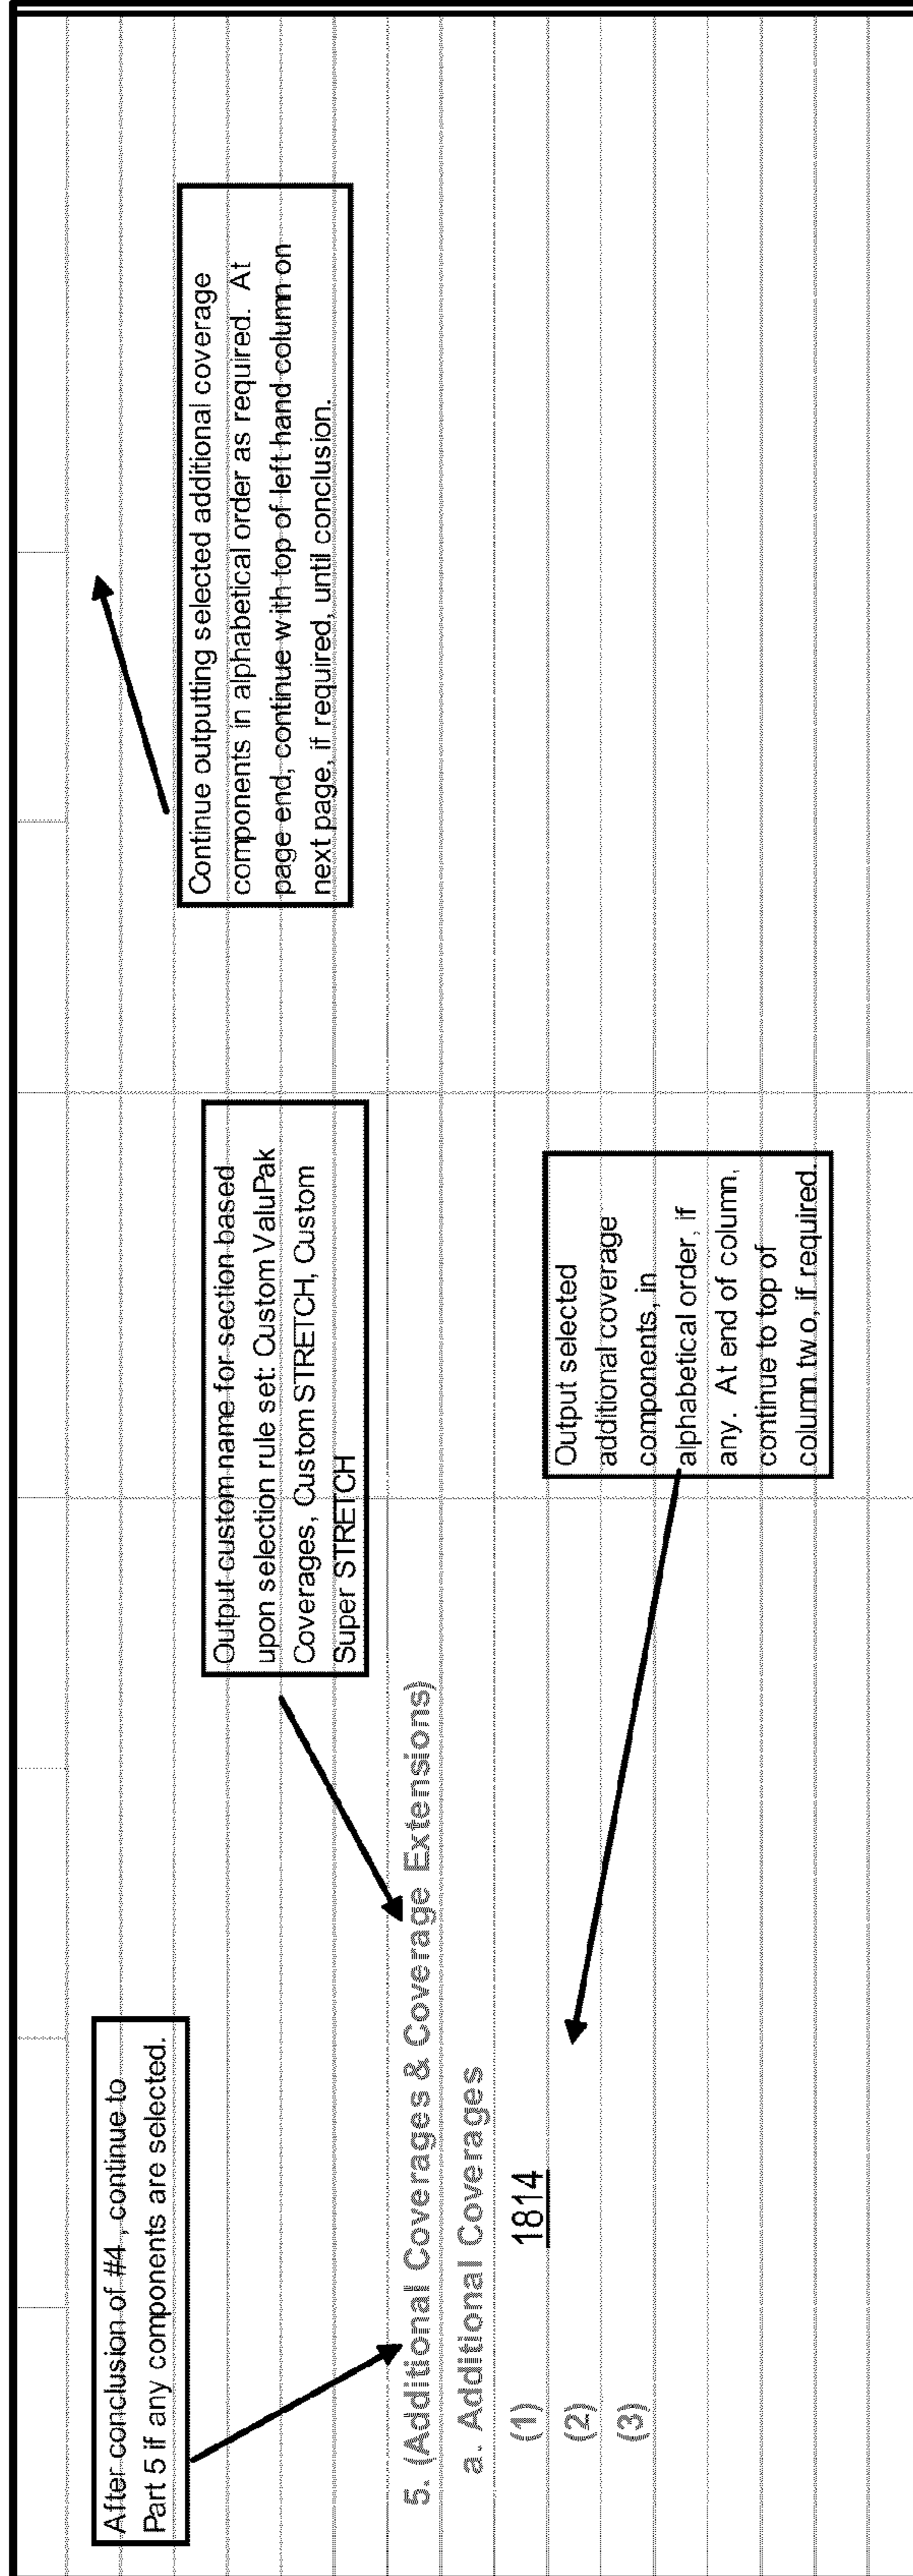 After conclusion of #4 , continue to
Part 5 if any components are selected.
Output custom name for section based
upon selection rule set: Custom ValuPak
Coverages, Custom STRETCH, Custom
Super STRETCH
Continue outputting selected additional coverage
components in alphabetical order as required. At
page end, continue with top of left hand column on
next page, if required, until conclusion.
5. (Additional Coverages & Coverage Extensions)
a. Additional Coverages
(1)
1814
(2)
(3)
Output selected
additional coverage
components, in
alphabetical order, if
any. At end of column,
continue to top of
column two, if required.